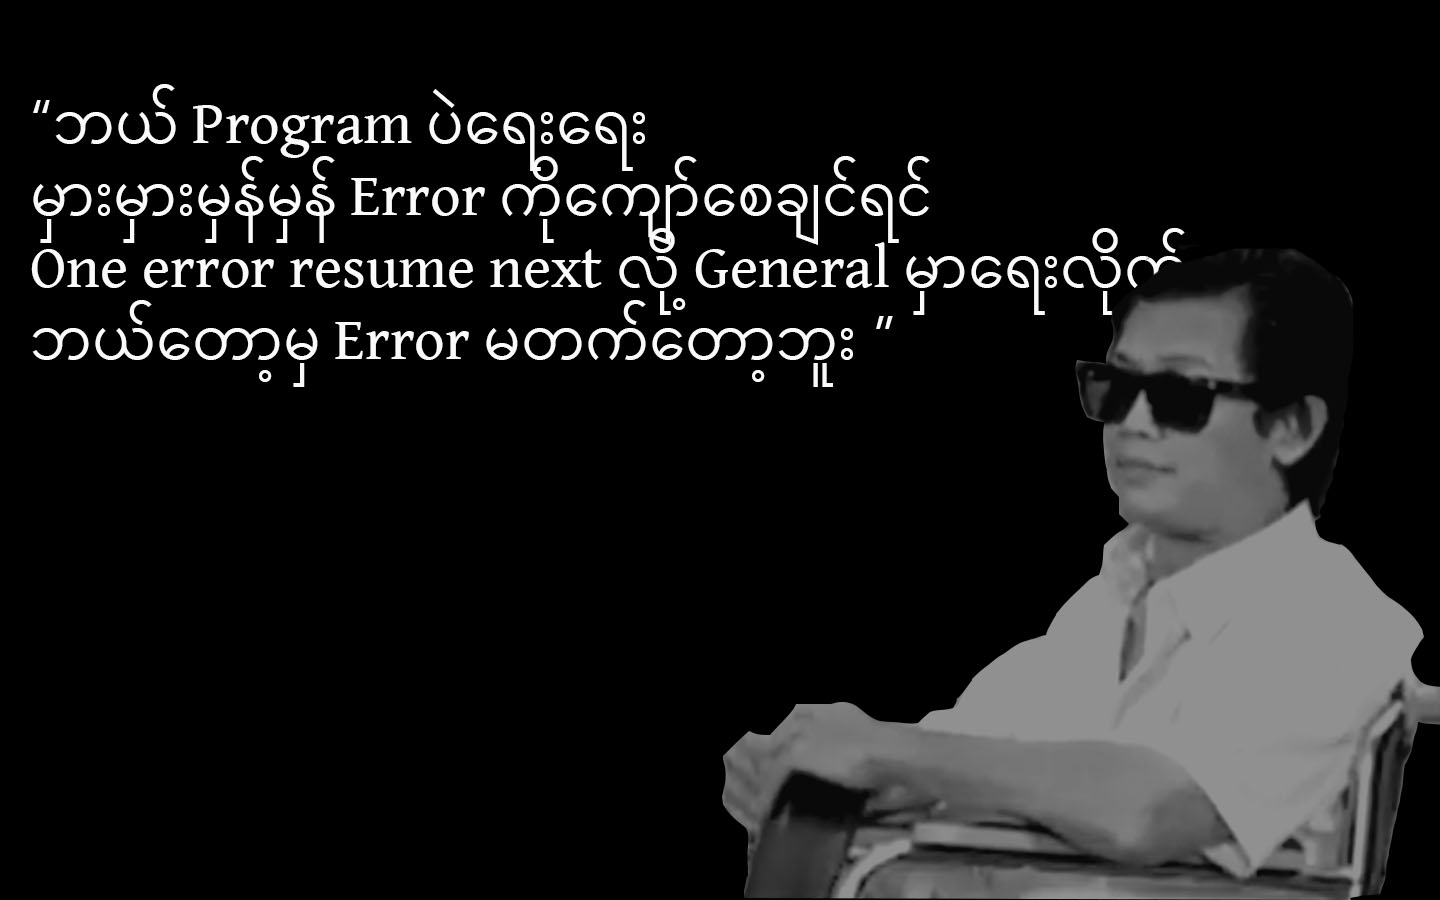 “ဘယ် Program ပဲရေးရေး
မှားမှားမှန်မှန် Error ကိုကျော်စေချင်ရင်
One error resume next လို့ General မှာရေးလိုက်
ဘယ်တော့မှ Error မတက်တော့ဘူး ”